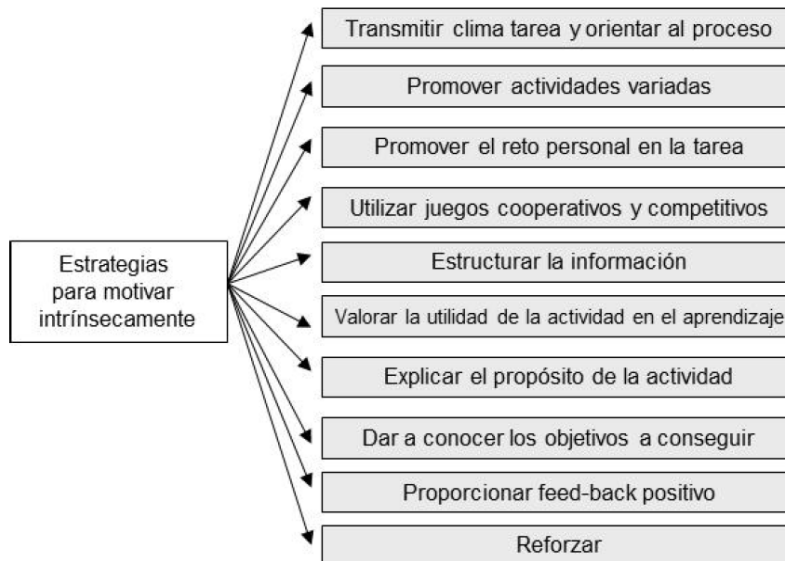 Transmitir clima tarea y orientar al proceso
Promover actividades variadas
Promover el reto personal en la tarea
Utilizar juegos cooperativos y competitivos
Estrategias
para motivar
intrínsecamente
Estructurar la información
Valorar la utilidad de la actividad en el aprendizaje
Explicar el propósito de la actividad
Dar a conocer los objetivos a conseguir
Proporcionar feed-back positivo
Reforzar